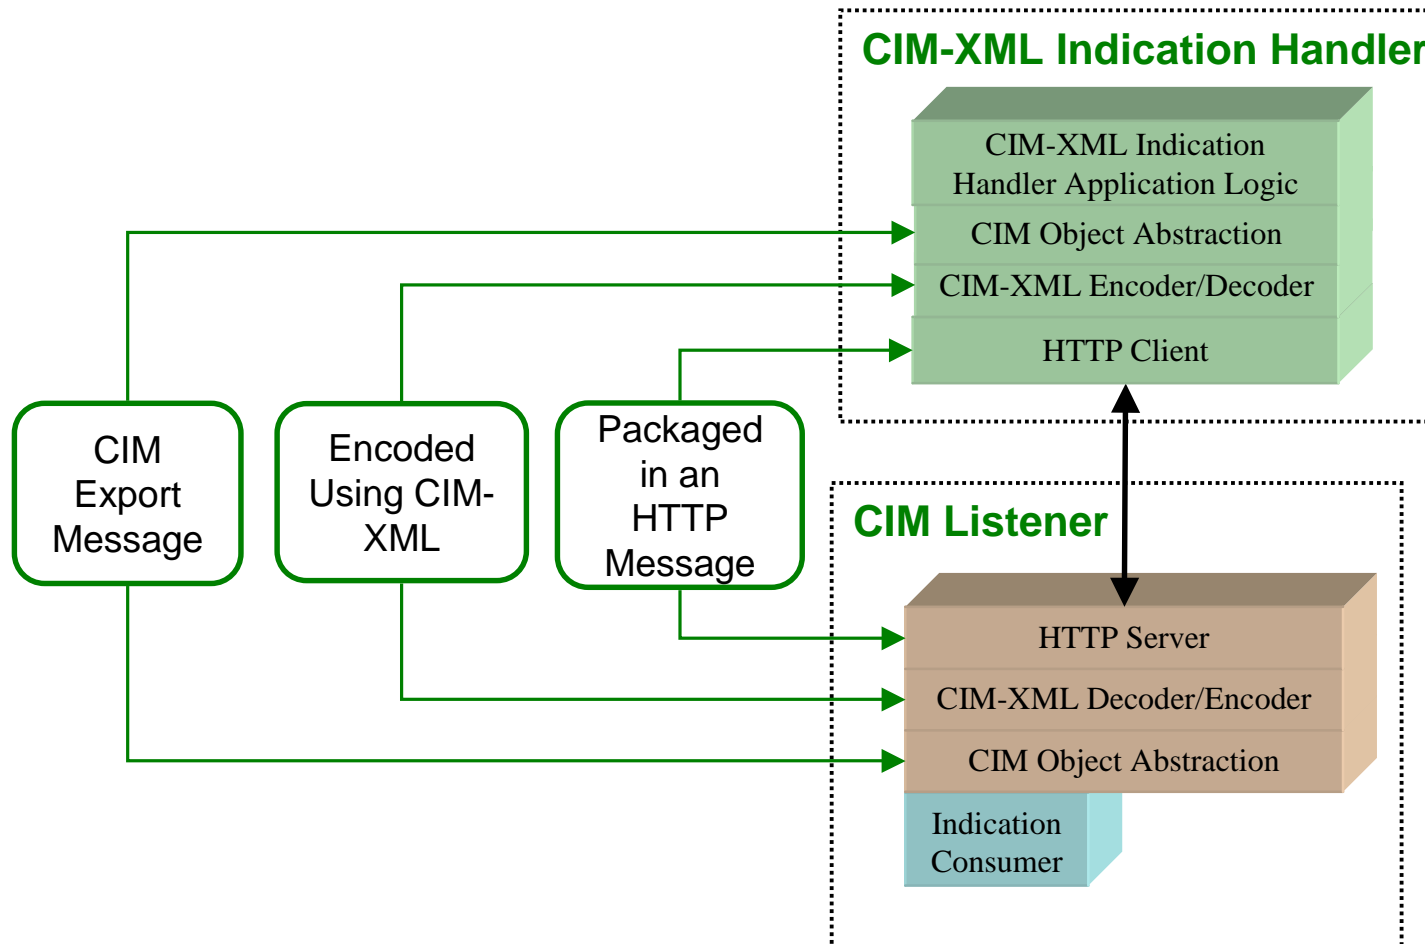 CIM-XML Indication Handler
CIM-XML Indication
Handler Application Logic
CIM Object Abstraction
CIM-XML Encoder/Decoder
HTTP Client
CIM
Export
Message
Encoded
Using CIM-
XML
Packaged
in an
HTTP
Message
CIM Listener
HTTP Server
CIM-XML Decoder/Encoder
CIM Object Abstraction
Indication
Consumer